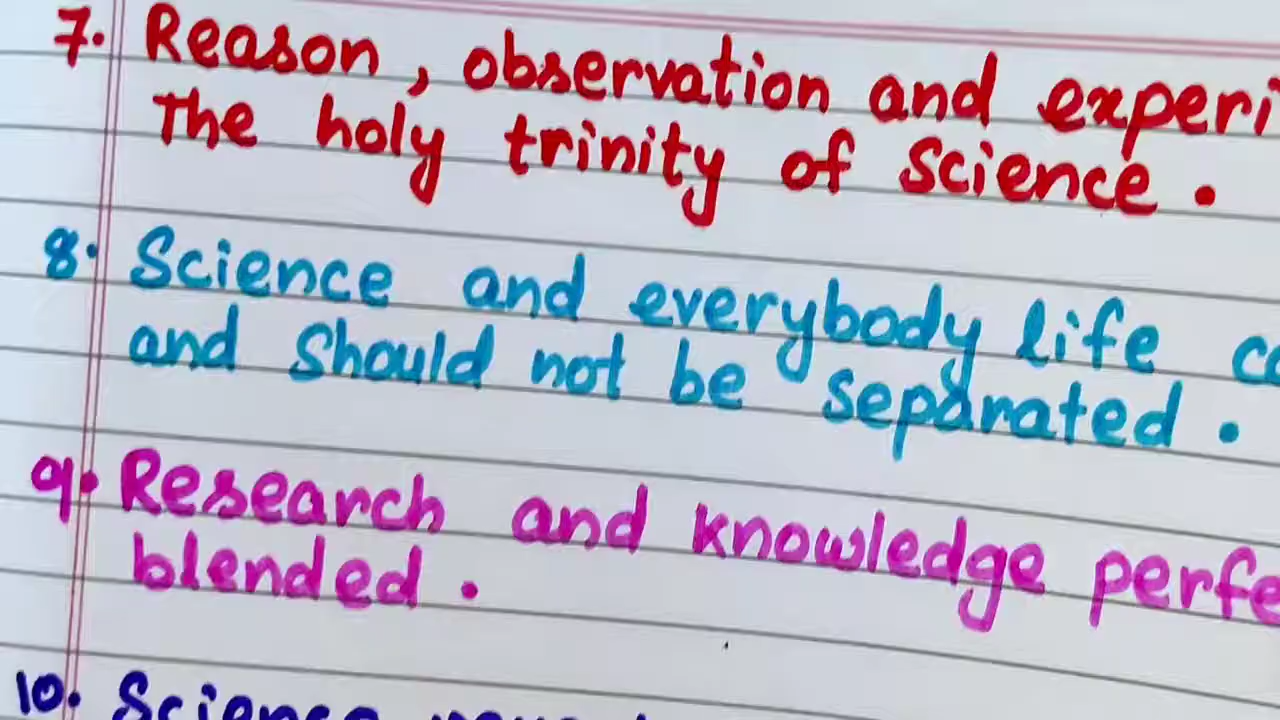 7. Reason, observation and experi
The holy trinity of Science.
8. Science and everybody life
and should not be separated.
9. Research and knowledge perfe
blended.
10. Science